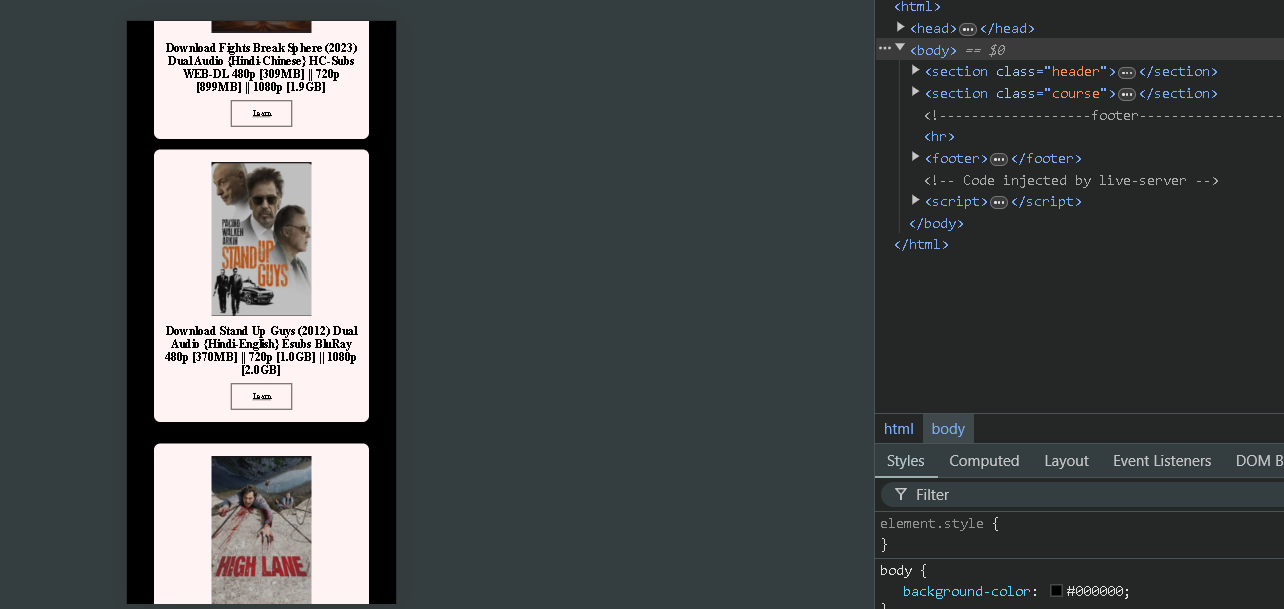 Download Fights Break Sphere (2023)
Dual Audio {Hindi-Chinese} HC-Subs
WEB-DL 480p [309MB] || 720p
[899MB] || 1080p [1.9GB]
Learn
PACINO
WALKEN
ARKIN
STAND UP
GUYS
Download Stand Up Guys (2012) Dual
Audio {Hindi-English} Esubs BluRay
480p [370MB] || 720p [1.0GB] || 1080p
[2.0GB]
Learn
HIGH LANE
<html>
<head> ••• </head>
••• <body> == $0
<section class="header"> ••• </section>
<section class="course"> ••• </section>
<!-------------------footer------------------
<hr>
<footer> ••• </footer>
<!-- Code injected by live-server -->
<script> ••• </script>
</body>
</html>
html body
Styles Computed Layout Event Listeners DOM B
Filter
element.style {
}
body {
background-color: #000000;
}